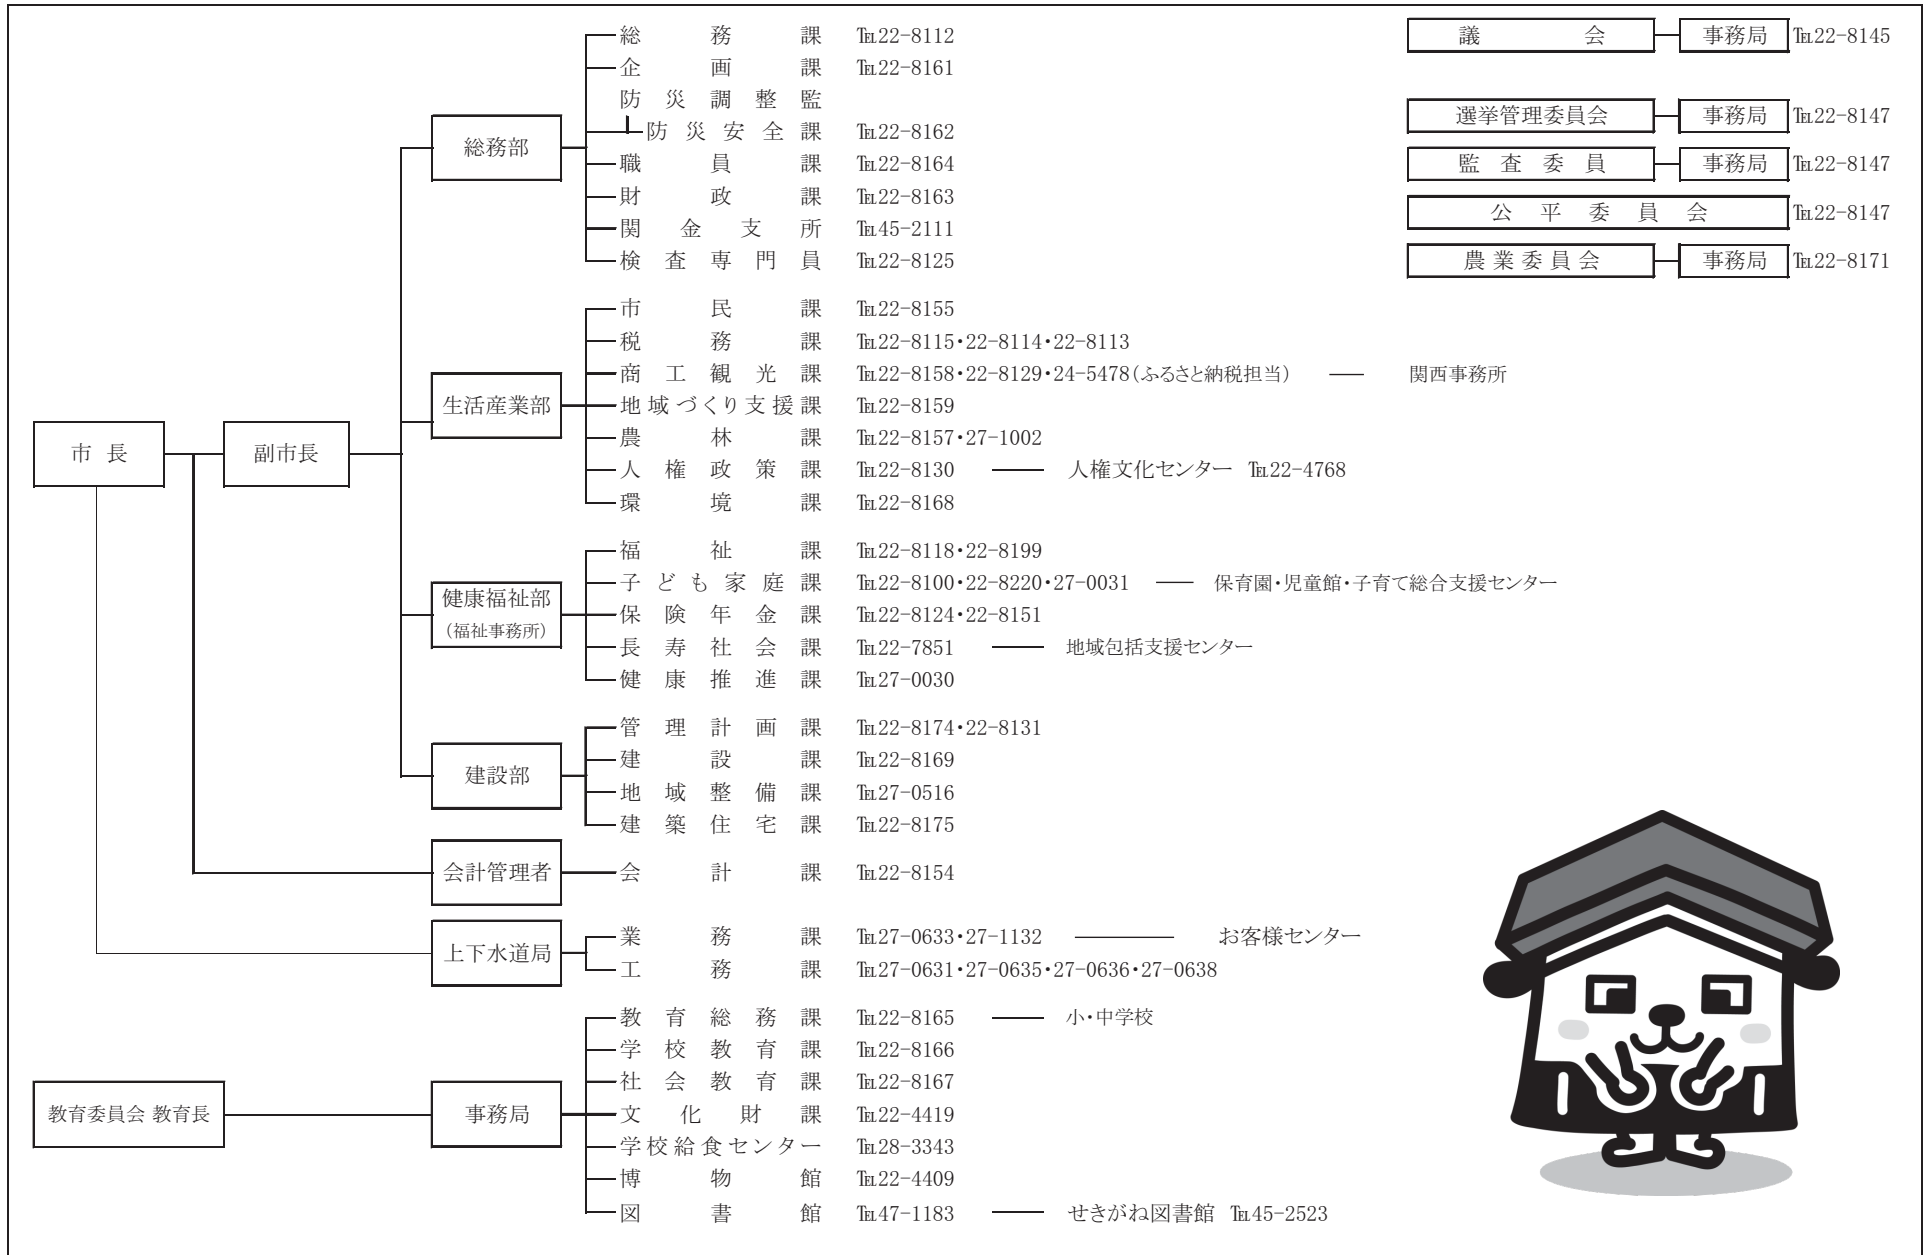 市長
副市長
総務部
総務課 ℡22-8112
企画課 ℡22-8161
防災調整監
防災安全課 ℡22-8162
職員課 ℡22-8164
財政課 ℡22-8163
関金支所 ℡45-2111
検査専門員 ℡22-8125
生活産業部
市民課 ℡22-8155
税務課 ℡22-8115・22-8114・22-8113
商工観光課 ℡22-8158・22-8129・24-5478(ふるさと納税担当) 関西事務所
地域づくり支援課 ℡22-8159
農林課 ℡22-8157・27-1002
人権政策課 ℡22-8130 人権文化センター ℡22-4768
環境課 ℡22-8168
健康福祉部
(福祉事務所)
福祉課 ℡22-8118・22-8199
子ども家庭課 ℡22-8100・22-8220・27-0031 保育園・児童館・子育て総合支援センター
保険年金課 ℡22-8124・22-8151
長寿社会課 ℡22-7851 地域包括支援センター
健康推進課 ℡27-0030
建設部
管理計画課 ℡22-8174・22-8131
建設課 ℡22-8169
地域整備課 ℡27-0516
建築住宅課 ℡22-8175
会計管理者
会計課 ℡22-8154
上下水道局
業務課 ℡27-0633・27-1132 お客様センター
工務課 ℡27-0631・27-0635・27-0636・27-0638
教育委員会 教育長
事務局
教育総務課 ℡22-8165 小・中学校
学校教育課 ℡22-8166
社会教育課 ℡22-8167
文化財課 ℡22-4419
学校給食センター ℡28-3343
博物館 ℡22-4409
図書館 ℡47-1183 せきがね図書館 ℡45-2523
議会 事務局 ℡22-8145
選挙管理委員会 事務局 ℡22-8147
監査委員 事務局 ℡22-8147
公平委員会 ℡22-8147
農業委員会 事務局 ℡22-8171